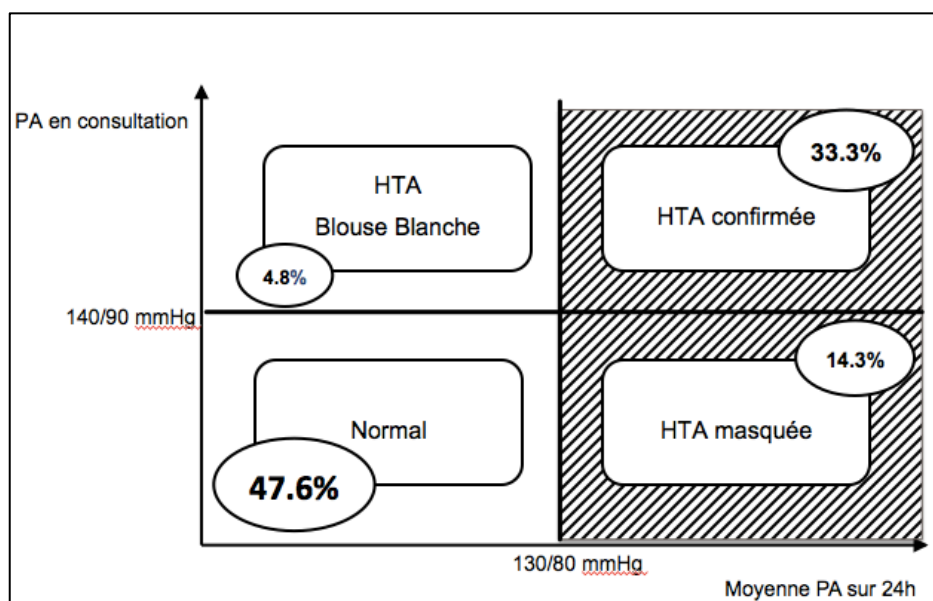 PA en consultation
33.3%
HTA
Blouse Blanche
HTA confirmée
4.8%
140/90 mmHg
14.3%
Normal
HTA masquée
47.6%
130/80 mmHg
Moyenne PA sur 24h